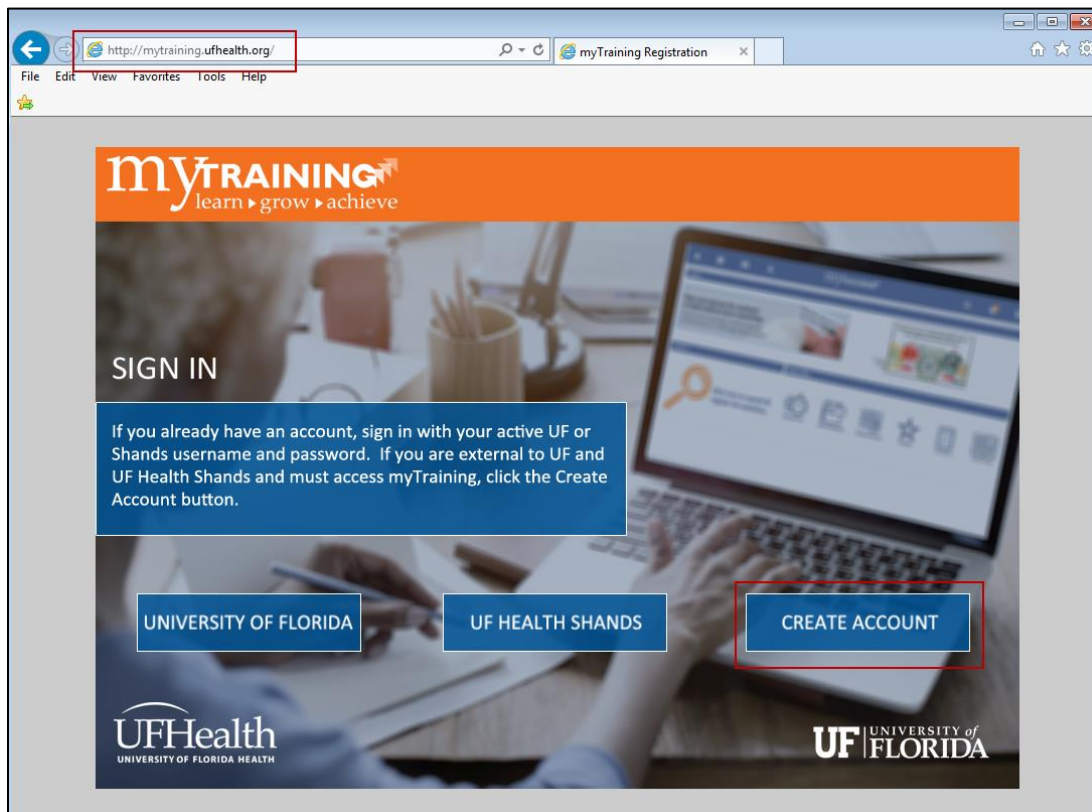 http://mytraining.ufhealth.org/
myTraining Registration
File Edit View Favorites Tools Help
myTRAINING
learn ▸ grow ▸ achieve
SIGN IN
If you already have an account, sign in with your active UF or
Shands username and password. If you are external to UF and
UF Health Shands and must access myTraining, click the Create
Account button.
UNIVERSITY OF FLORIDA
UF HEALTH SHANDS
CREATE ACCOUNT
UFHealth
UNIVERSITY OF FLORIDA HEALTH
UF UNIVERSITY of
FLORIDA